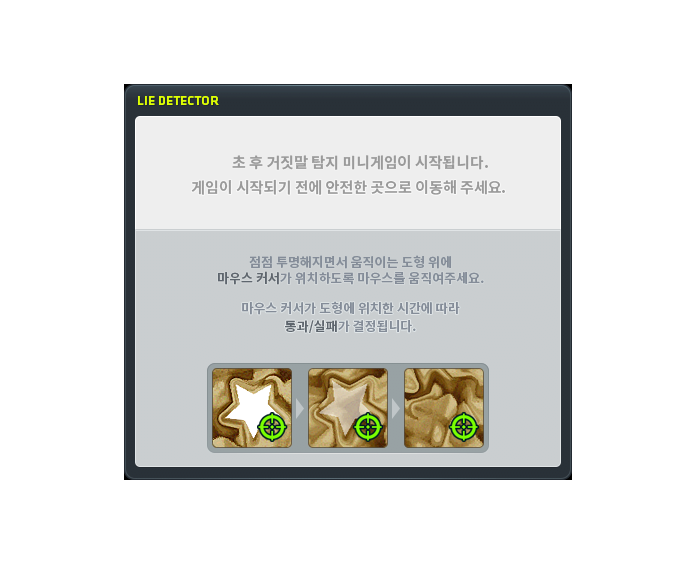 LIE DETECTOR
초 후 거짓말 탐지 미니게임이 시작됩니다.
게임이 시작되기 전에 안전한 곳으로 이동해 주세요.
점점 투명해지면서 움직이는 도형 위에
마우스 커서가 위치하도록 마우스를 움직여주세요.
마우스 커서가 도형에 위치한 시간에 따라
통과/실패가 결정됩니다.